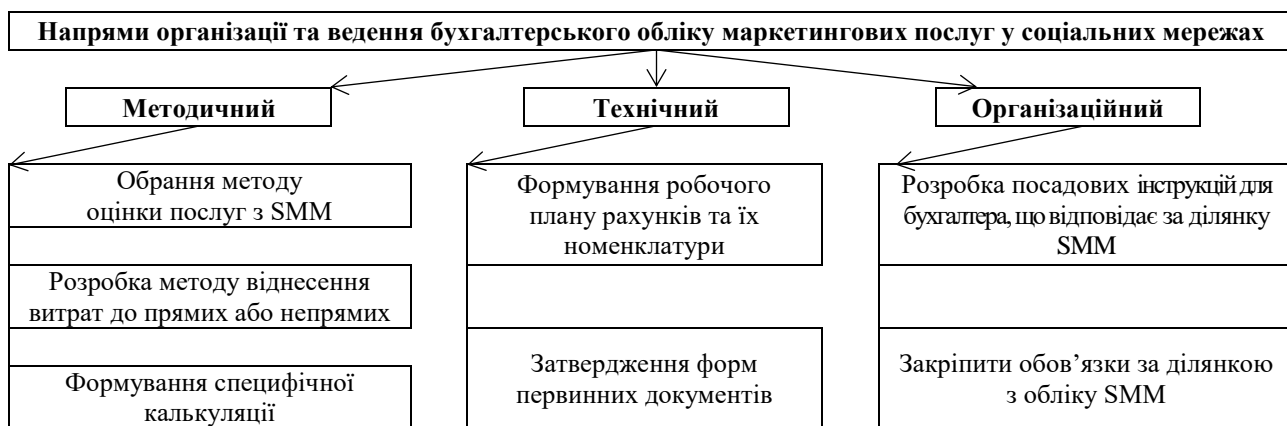 Напрями організації та ведення бухгалтерського обліку маркетингових послуг у соціальних мережах
Методичний
Технічний
Організаційний
Обрання методу
оцінки послуг з SMM
Розробка методу віднесення
витрат до прямих або непрямих
Формування специфічної
калькуляції
Формування робочого
плану рахунків та їх
номенклатури
Затвердження форм
первинних документів
Розробка посадових інструкцій для
бухгалтера, що відповідає за ділянку
SMM
Закріпити обов’язки за ділянкою
з обліку SMM